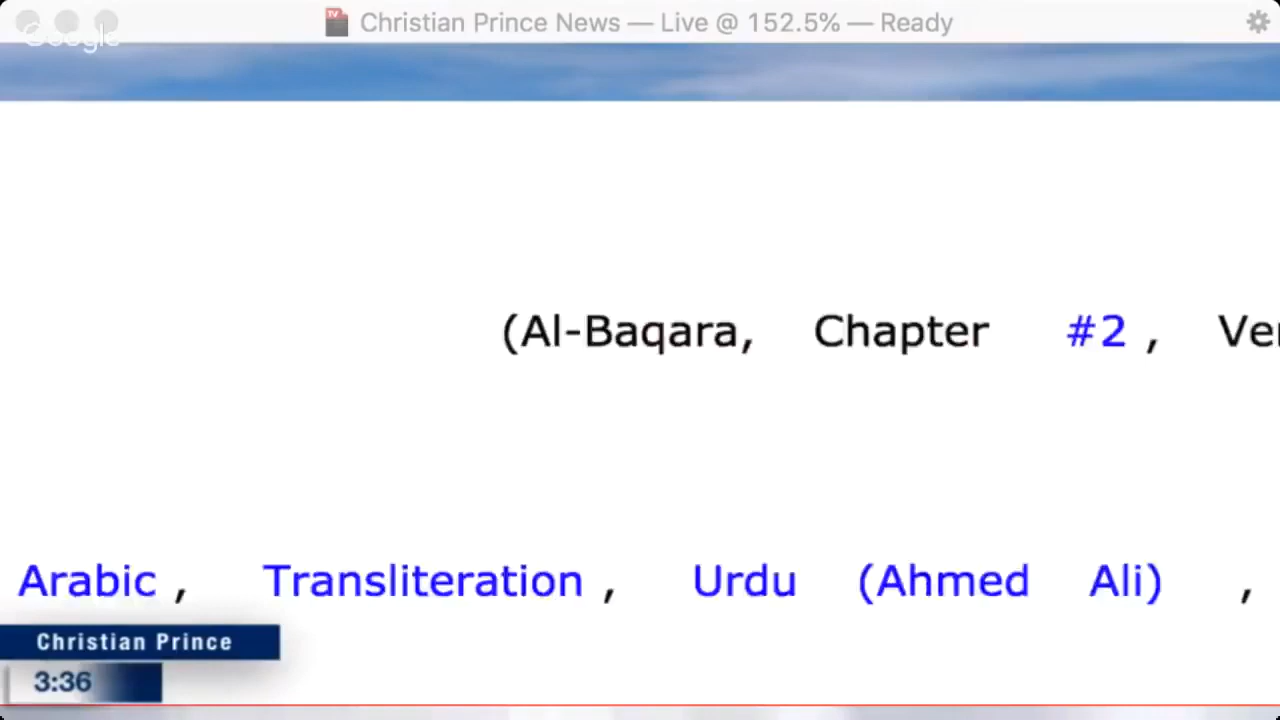 Christian Prince News — Live @ 152.5% — Ready
Google
(Al-Baqara, Chapter #2 ,
Arabic , Transliteration , Urdu (Ahmed Ali) ,
Christian Prince
3:36